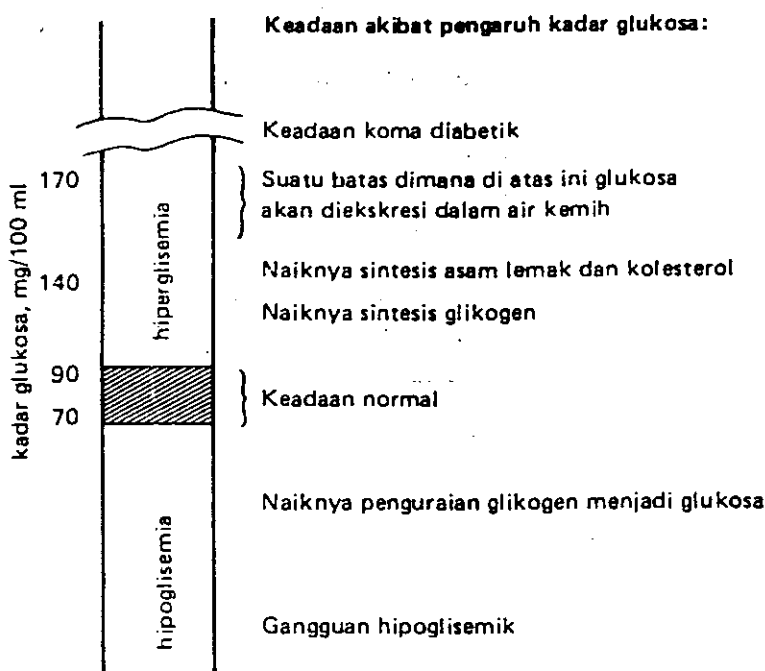 Keadaan akibat pengaruh kadar glukosa:
Keadaan koma diabetik
170
Suatu batas dimana di atas ini glukosa
akan diekskresi dalam air kemih
140
Naiknya sintesis asam lemak dan kolesterol
Naiknya sintesis glikogen
90
70
Keadaan normal
Naiknya penguraian glikogen menjadi glukosa
Gangguan hipoglisemik
kadar glukosa, mg/100 ml
hiperglisemia
hipoglisemia